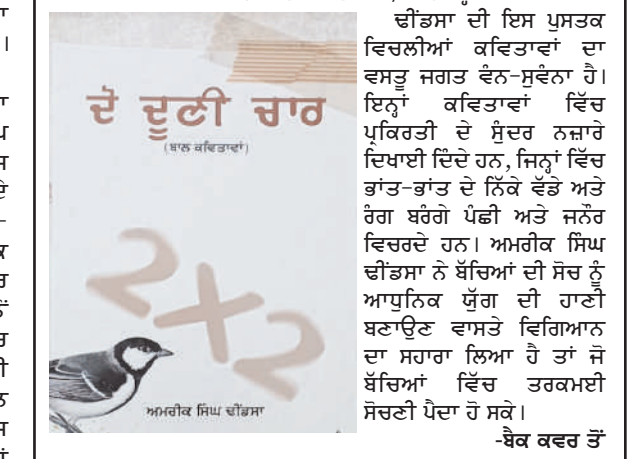 ਦੋ ਦੂਣੀ ਚਾਰ
(ਬਾਲ ਕਵਿਤਾਵਾਂ)
2×2
ਅਮਰੀਕ ਸਿੰਘ ਢੀਂਡਸਾ
ਢੀਂਡਸਾ ਦੀ ਇਸ ਪੁਸਤਕ
ਵਿਚਲੀਆਂ ਕਵਿਤਾਵਾਂ ਦਾ
ਵਸਤੂ ਜਗਤ ਵੰਨ-ਸੁਵੰਨਾ ਹੈ।
ਇਨ੍ਹਾਂ ਕਵਿਤਾਵਾਂ ਵਿੱਚ
ਪ੍ਰਕਿਰਤੀ ਦੇ ਸੁੰਦਰ ਨਜ਼ਾਰੇ
ਦਿਖਾਈ ਦਿੰਦੇ ਹਨ, ਜਿਨ੍ਹਾਂ ਵਿੱਚ
ਭਾਂਤ-ਭਾਂਤ ਦੇ ਨਿੱਕੇ ਵੱਡੇ ਅਤੇ
ਰੰਗ ਬਰੰਗੇ ਪੰਛੀ ਅਤੇ ਜਨੌਰ
ਵਿਚਰਦੇ ਹਨ। ਅਮਰੀਕ ਸਿੰਘ
ਢੀਂਡਸਾ ਨੇ ਬੱਚਿਆਂ ਦੀ ਸੋਚ ਨੂੰ
ਆਧੁਨਿਕ ਯੁੱਗ ਦੀ ਹਾਣੀ
ਬਣਾਉਣ ਵਾਸਤੇ ਵਿਗਿਆਨ
ਦਾ ਸਹਾਰਾ ਲਿਆ ਹੈ ਤਾਂ ਜੋ
ਬੱਚਿਆਂ ਵਿੱਚ ਤਰਕਮਈ
ਸੋਚਣੀ ਪੈਦਾ ਹੋ ਸਕੇ।
-ਬੈਕ ਕਵਰ ਤੋਂ